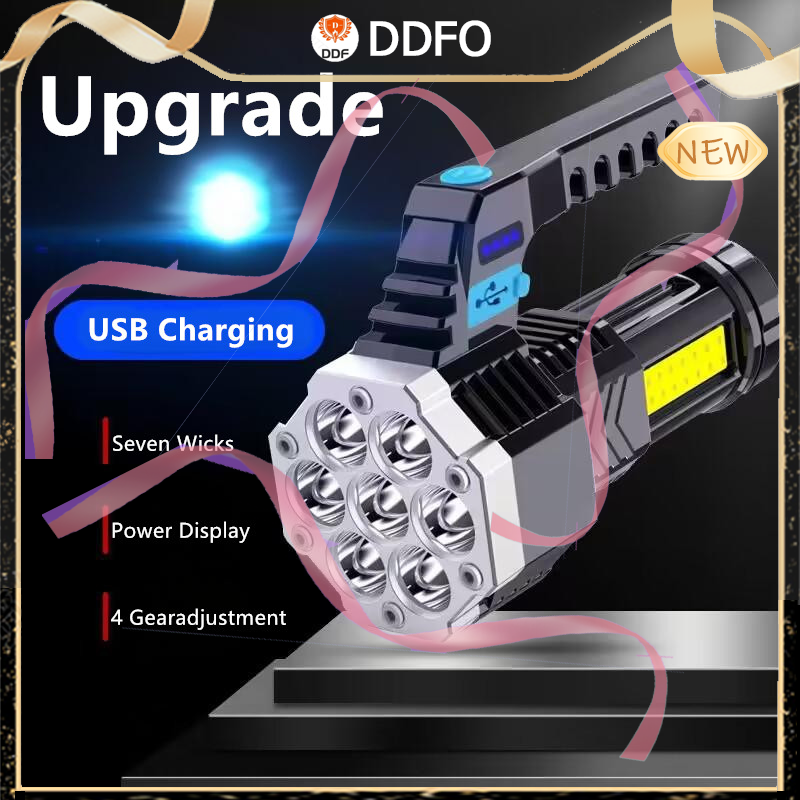 DDF
DDFO
Upgrade
NEW
USB Charging
Seven Wicks
Power Display
4 Gearadjustment